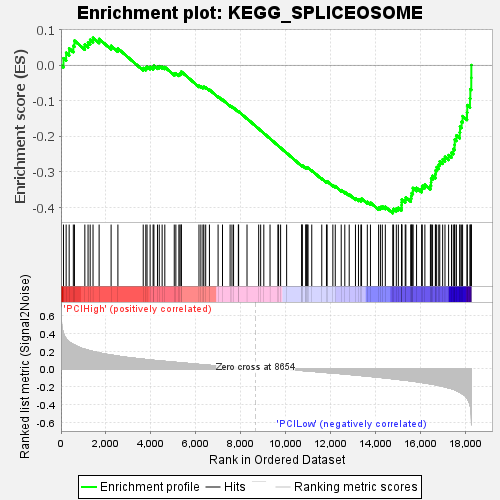 Enrichment plot: KEGG_SPLICEOSOME
Enrichment score (ES)
0.1
0.0
-0.1
-0.2
-0.3
-0.4
'PCIHigh' (positively correlated)
Zero cross at 8654
'PCILow' (negatively correlated)
Ranked list metric (Signal2Noise)
0.6
0.4
0.2
0.0
-0.2
-0.4
-0.6
0
2,000
4,000
6,000
8,000
10,000
12,000
14,000
16,000
18,000
Rank in Ordered Dataset
Enrichment profile
Hits
Ranking metric scores